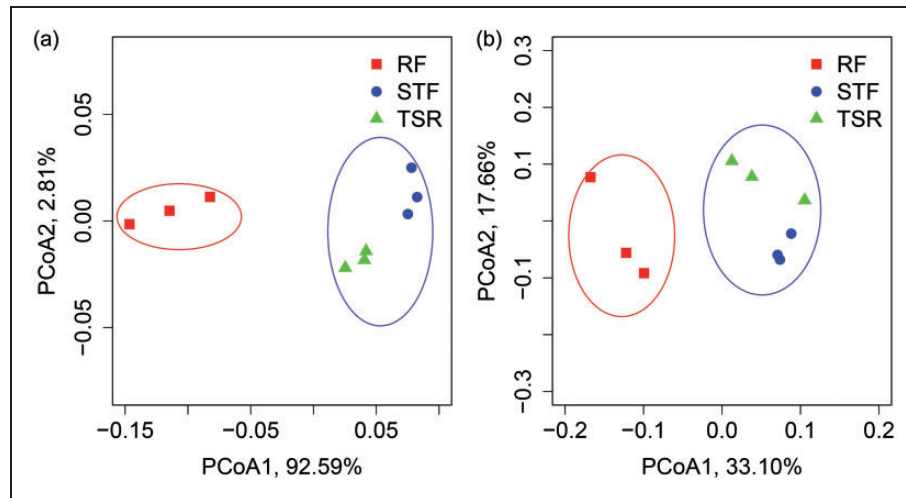 (a)
RF
STF
TSR
0.05
0.00
−0.05
PCoA2, 2.81%
−0.15
−0.05
0.05
PCoA1, 92.59%
(b)
RF
STF
TSR
0.3
0.2
0.1
−0.1
−0.3
PCoA2, 17.66%
−0.2
−0.1
0.0
0.1
0.2
PCoA1, 33.10%